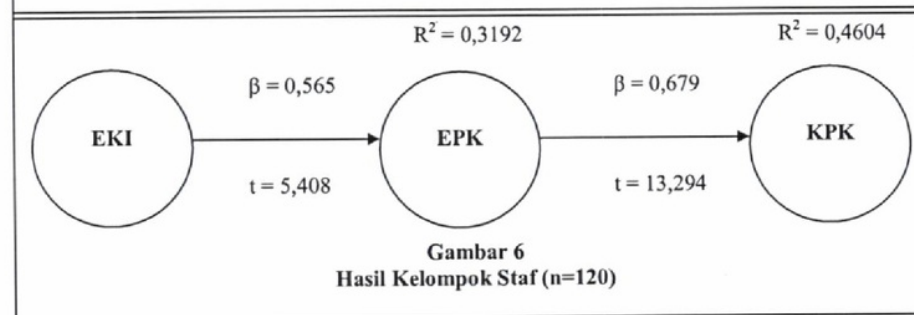 R² = 0,3192
R² = 0,4604
β = 0,565
β = 0,679
EKI
EPK
KPK
t = 5,408
t = 13,294
Gambar 6
Hasil Kelompok Staf (n=120)